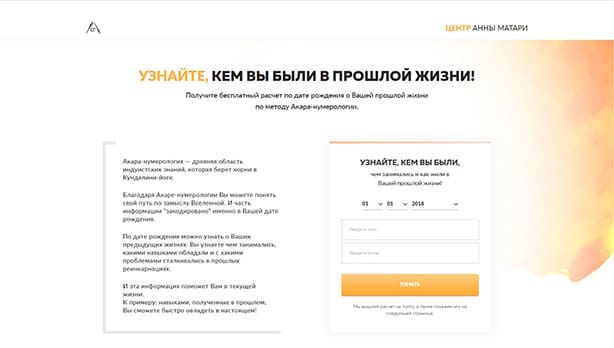 ЦЕНТР АННЫ МАТАРИ
УЗНАЙТЕ, КЕМ ВЫ БЫЛИ В ПРОШЛОЙ ЖИЗНИ!
Получите бесплатный расчет по дате рождения о Вашей прошлой жизни
по методу Акара-нумерологии.
Акара-нумерология — древняя область
индуистских знаний, которая берет корни в
Кундалини-йоге.
Благодаря Акаре-нумерологии Вы можете понять
свой путь по замыслу Вселенной. И часть
информации "закодировано" именно в Вашей дате
рождения.
По дате рождения можно узнать о Ваших
предыдущих жизнях. Вы узнаете чем занимались,
какими навыками обладали и с какими
проблемами сталкивались в прошлых
реинкарнациях.
И эта информация поможет Вам в текущей
жизни.
К примеру: навыками, полученные в прошлом,
Вы сможете быстро овладеть в настоящем!
УЗНАЙТЕ, КЕМ ВЫ БЫЛИ,
чем занимались и как жили в
Вашей прошлой жизни!
01 01 2018
Введите имя
Введите email
УЗНАТЬ
Мы вышлем расчет на почту, а также покажем его на
следующей странице.